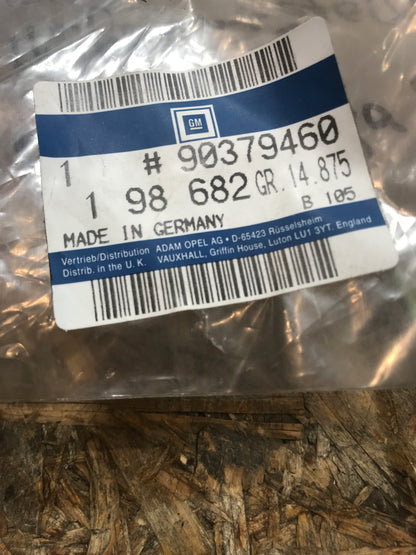 GM
1 # 90379460
1 98 682 GR.14.875
MADE IN GERMANY B 105
Vertrieb/Distribution ADAM OPEL AG • D-65423 Rüsselsheim
Distrib. in the U. K. VAUXHALL, Griffin House, Luton LU1 3YT. England